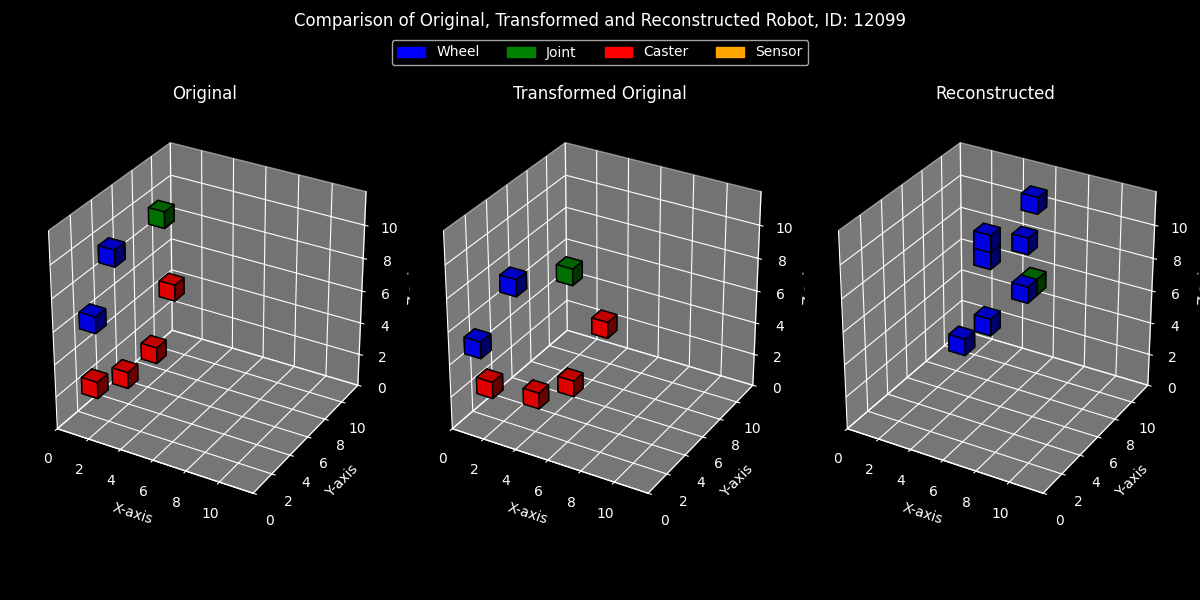 Comparison of Original, Transformed and Reconstructed Robot, ID: 12099
Wheel Joint Caster Sensor
Original Transformed Original Reconstructed
10 10 10
8 8 8
6 6 6
4 4 4
2 2 2
0 0 0
0 2 4 6 8 10 0 2 4 6 8 10 0 2 4 6 8 10
0 2 4 6 8 10 0 2 4 6 8 10 0 2 4 6 8 10
X-axis Y-axis X-axis Y-axis X-axis Y-axis